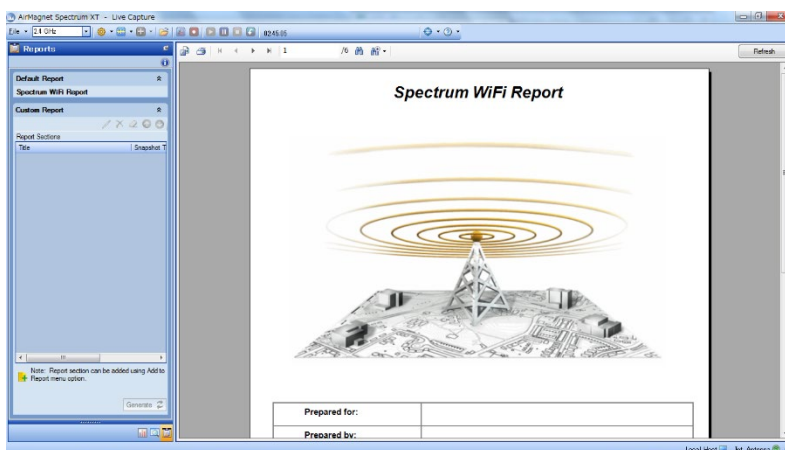 AirMagnet Spectrum XT - Live Capture
File 2.4 GHz 02:45:05
Reports
1 /6 Refresh
Default Report
Spectrum WiFi Report
Custom Report
Report Sections
Title Snapshot T
Note: Report section can be added using Add to
Report menu option.
Generate
Spectrum WiFi Report
Prepared for:
Prepared by:
Local Host Int. Antenna